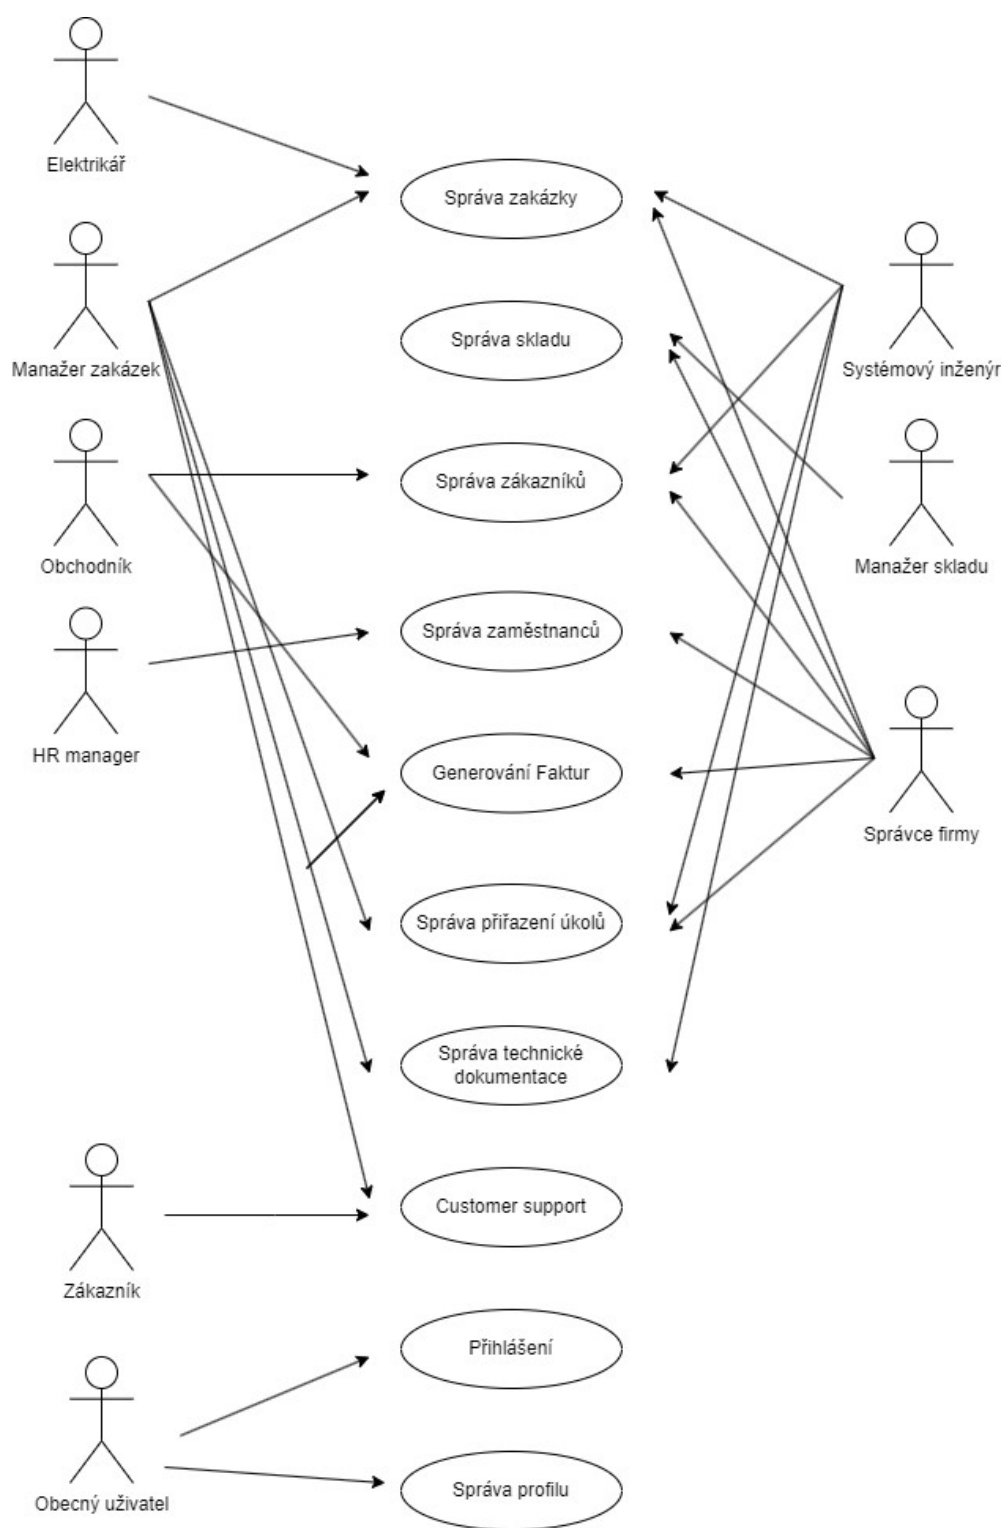 Elektrikář
Správa zakázky
Manažer zakázek
Správa skladu
Systémový inženýr
Obchodník
Správa zákazníků
Manažer skladu
HR manager
Správa zaměstnanců
Generování Faktur
Správce firmy
Správa přiřazení úkolů
Správa technické
dokumentace
Customer support
Zákazník
Přihlášení
Obecný uživatel
Správa profilu